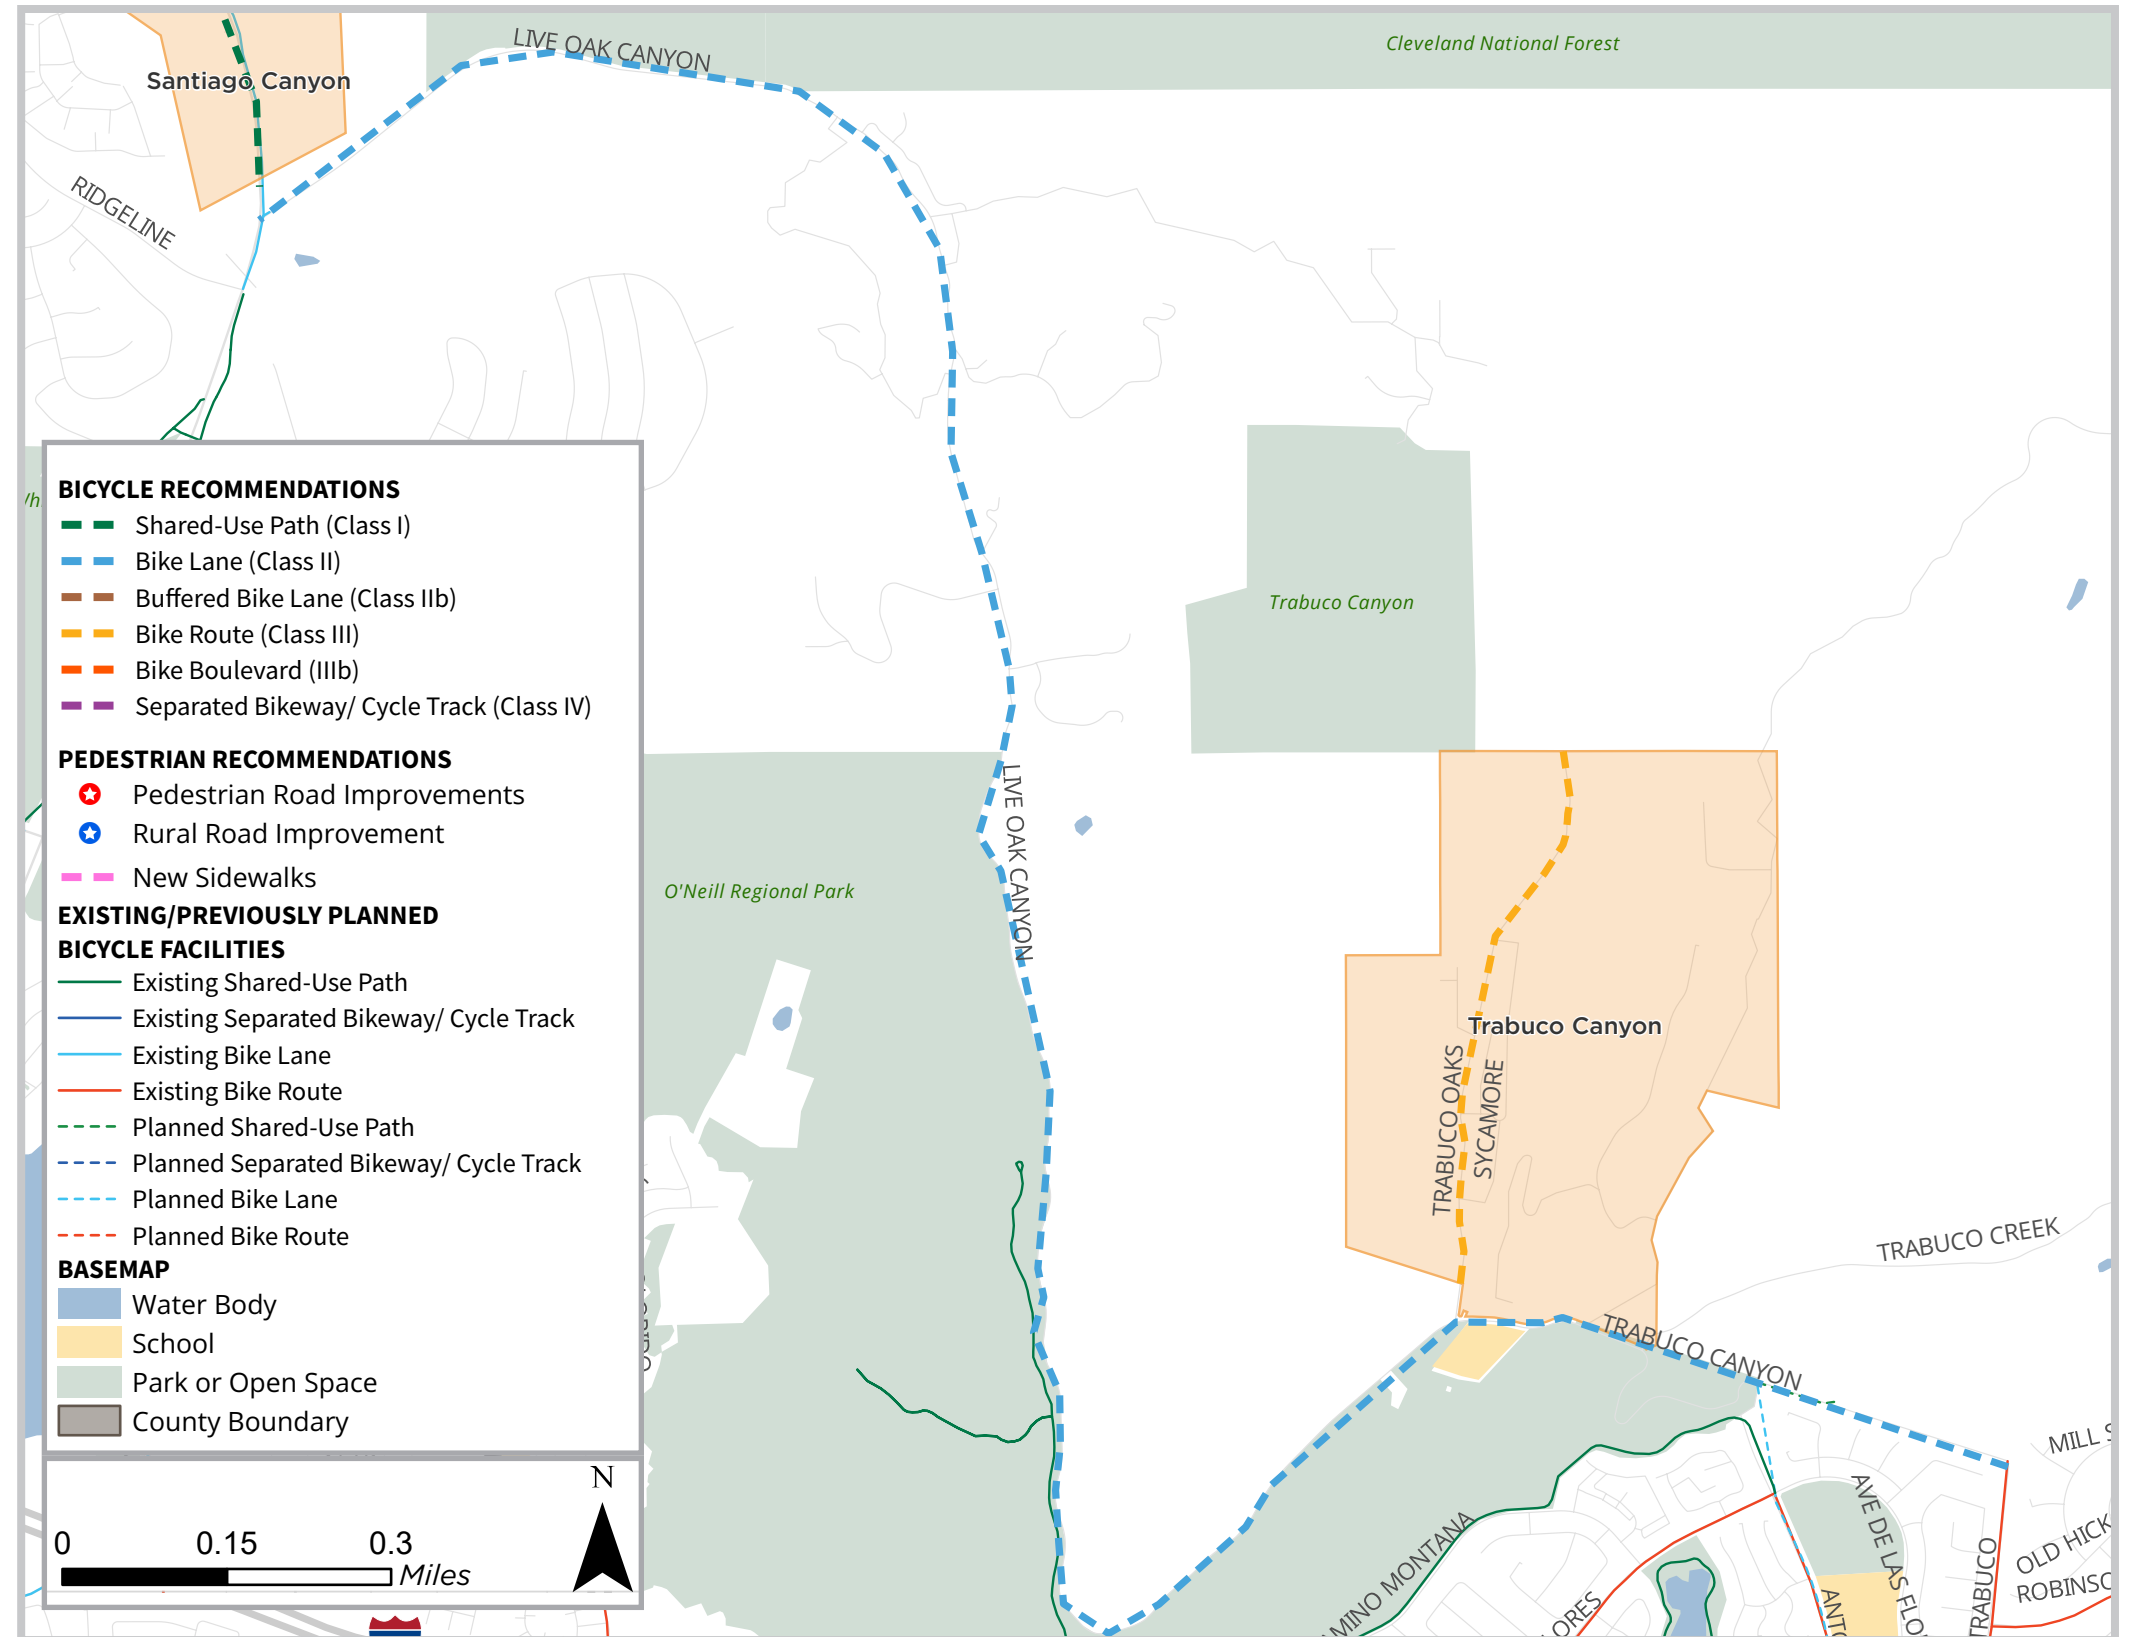 LIVE OAK CANYON
Cleveland National Forest
Santiago Canyon
RIDGELINE
BICYCLE RECOMMENDATIONS
Shared-Use Path (Class I)
Bike Lane (Class II)
Buffered Bike Lane (Class IIb)
Bike Route (Class III)
Bike Boulevard (IIIb)
Separated Bikeway/ Cycle Track (Class IV)
PEDESTRIAN RECOMMENDATIONS
Pedestrian Road Improvements
Rural Road Improvement
New Sidewalks
EXISTING/PREVIOUSLY PLANNED
BICYCLE FACILITIES
Existing Shared-Use Path
Existing Separated Bikeway/ Cycle Track
Existing Bike Lane
Existing Bike Route
Planned Shared-Use Path
Planned Separated Bikeway/ Cycle Track
Planned Bike Lane
Planned Bike Route
BASEMAP
Water Body
School
Park or Open Space
County Boundary
N
0 0.15 0.3
Miles
Trabuco Canyon
O'Neill Regional Park
LIVE OAK CANYON
Trabuco Canyon
TRABUCO OAKS
SYCAMORE
TRABUCO CREEK
TRABUCO CANYON
MILL S
AVE DE LAS FLO
OLD HICK
ROBINSO
TRABUCO
ANTO
AMINO MONTANA
LORES